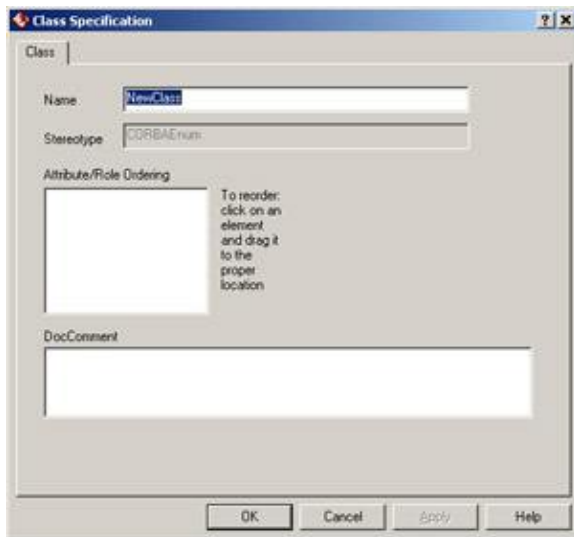 Class Specification
Class
Name
NewClass
Stereotype
CORBAEnum
Attribute/Role Ordering
To reorder:
click on an
element
and drag it
to the
proper
location
DocComment
OK
Cancel
Apply
Help